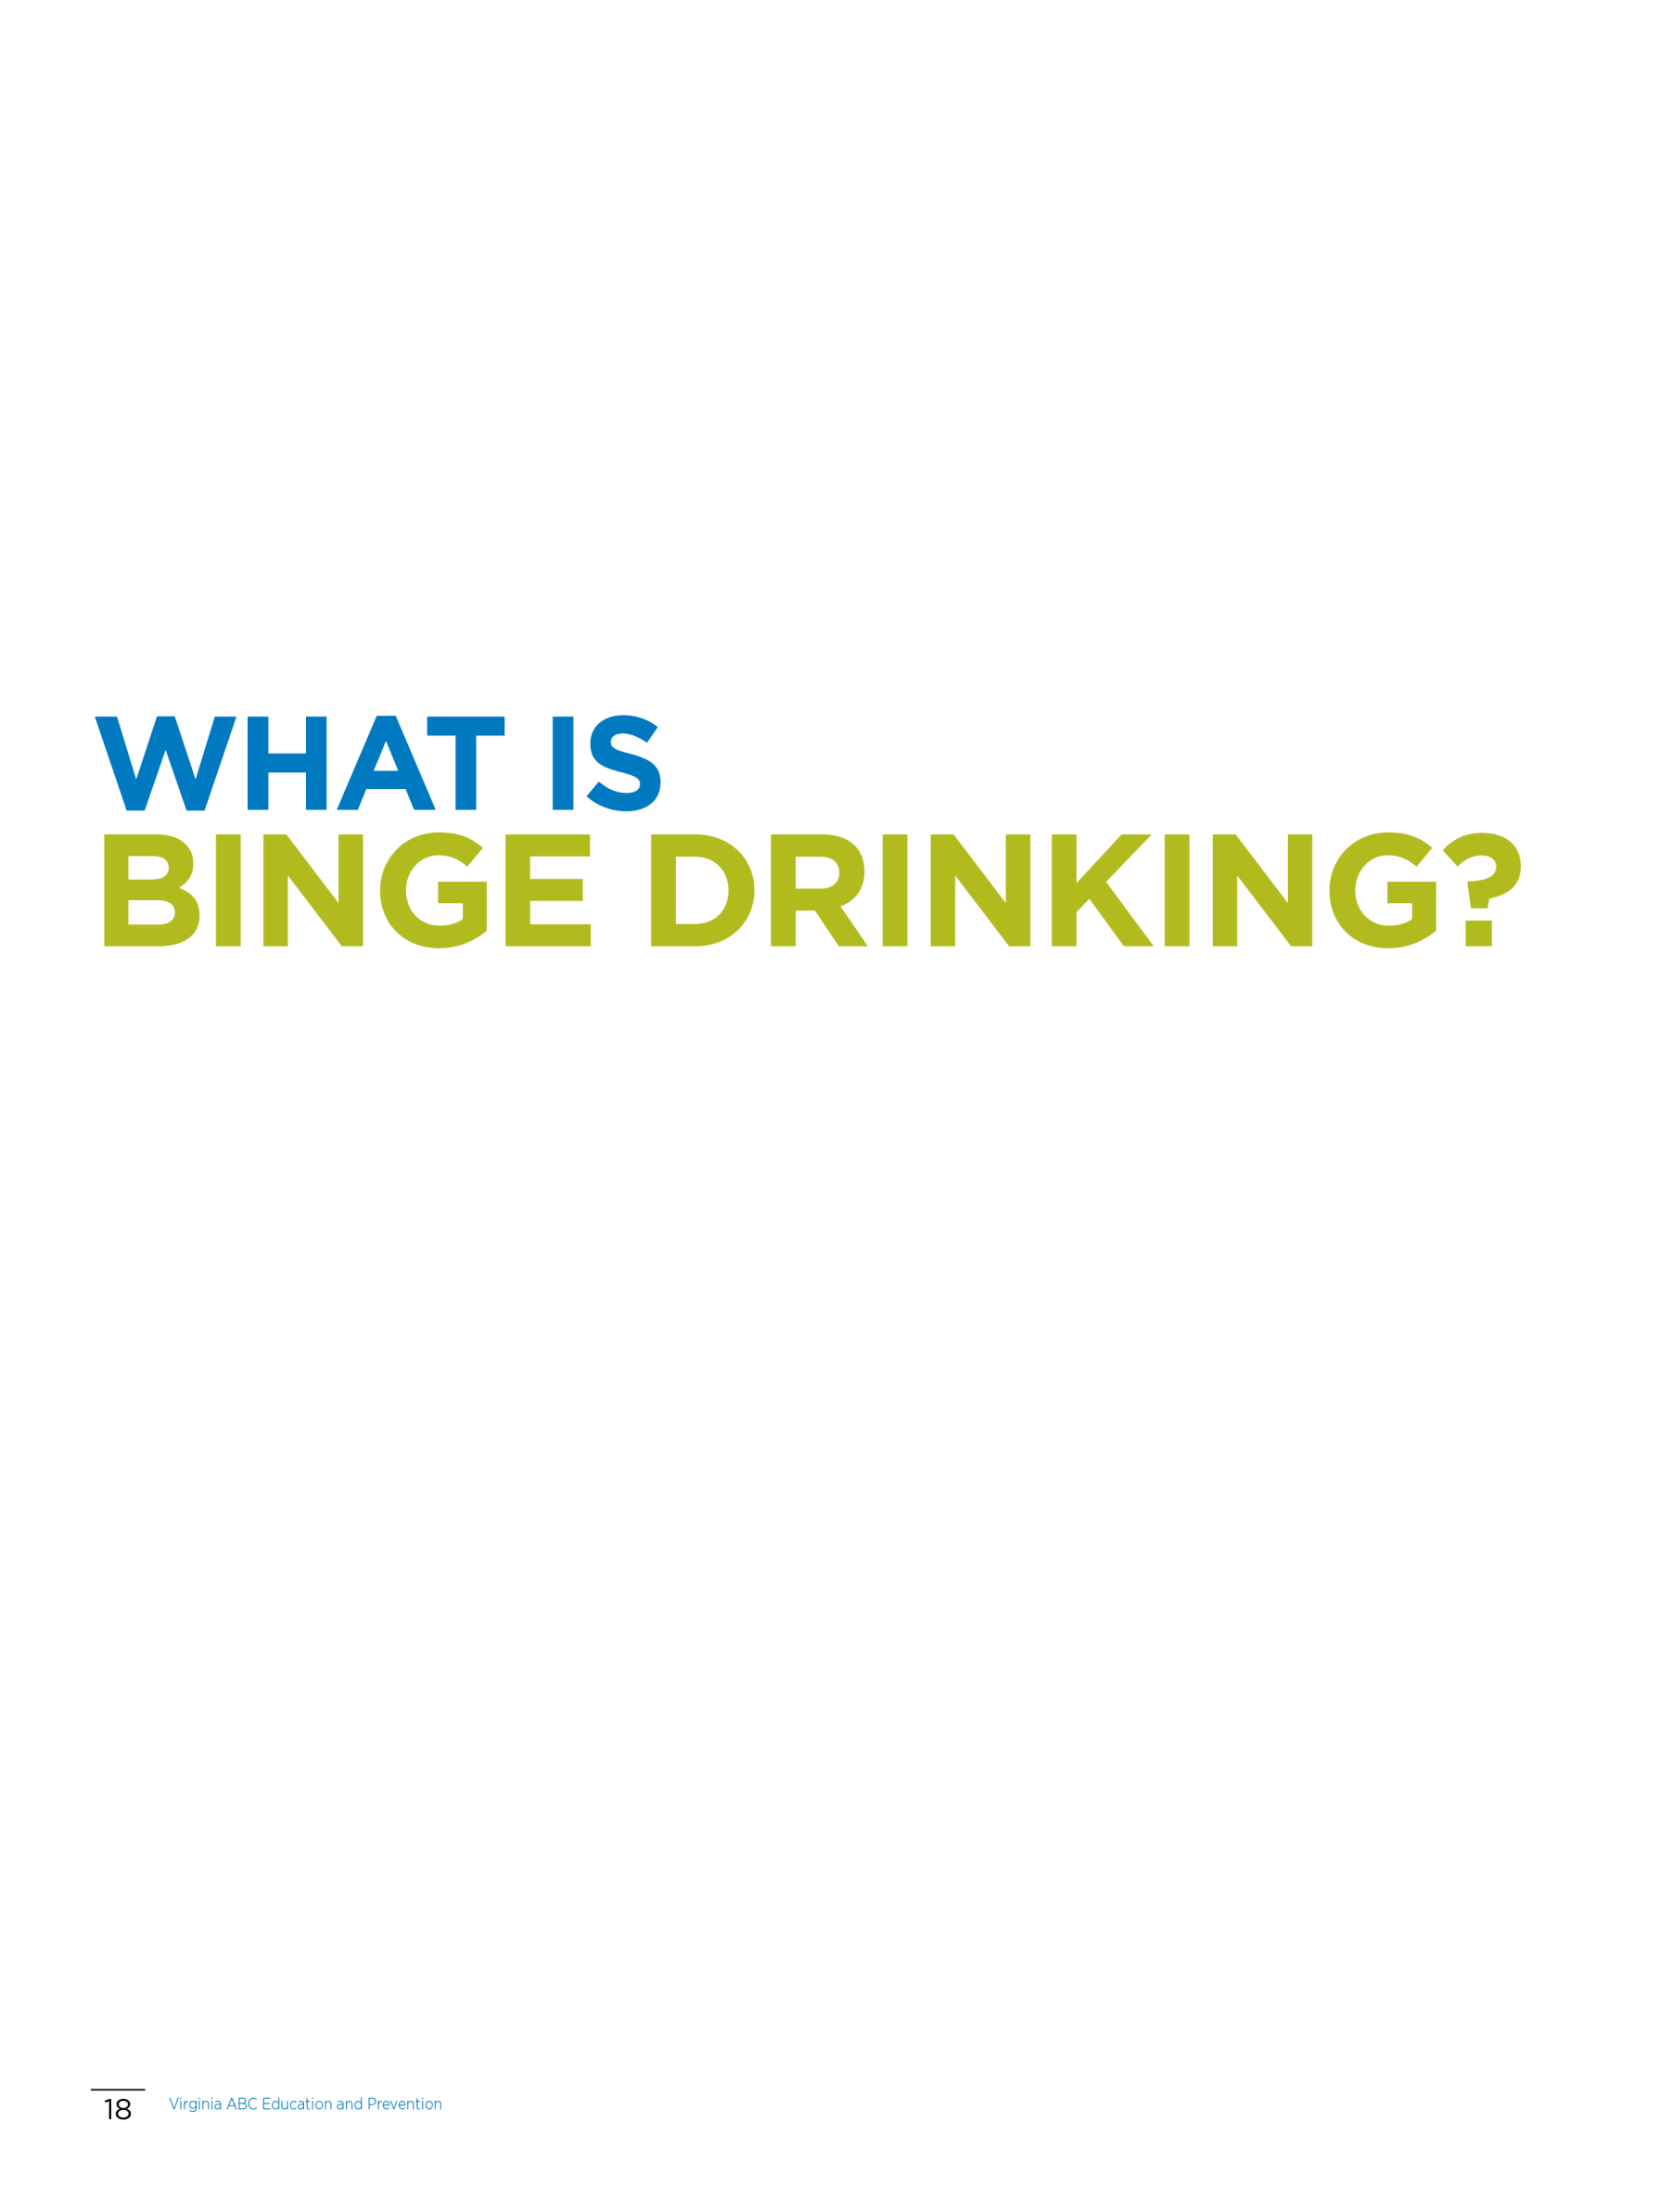 WHAT IS
BINGE DRINKING?
18 Virginia ABC Education and Prevention